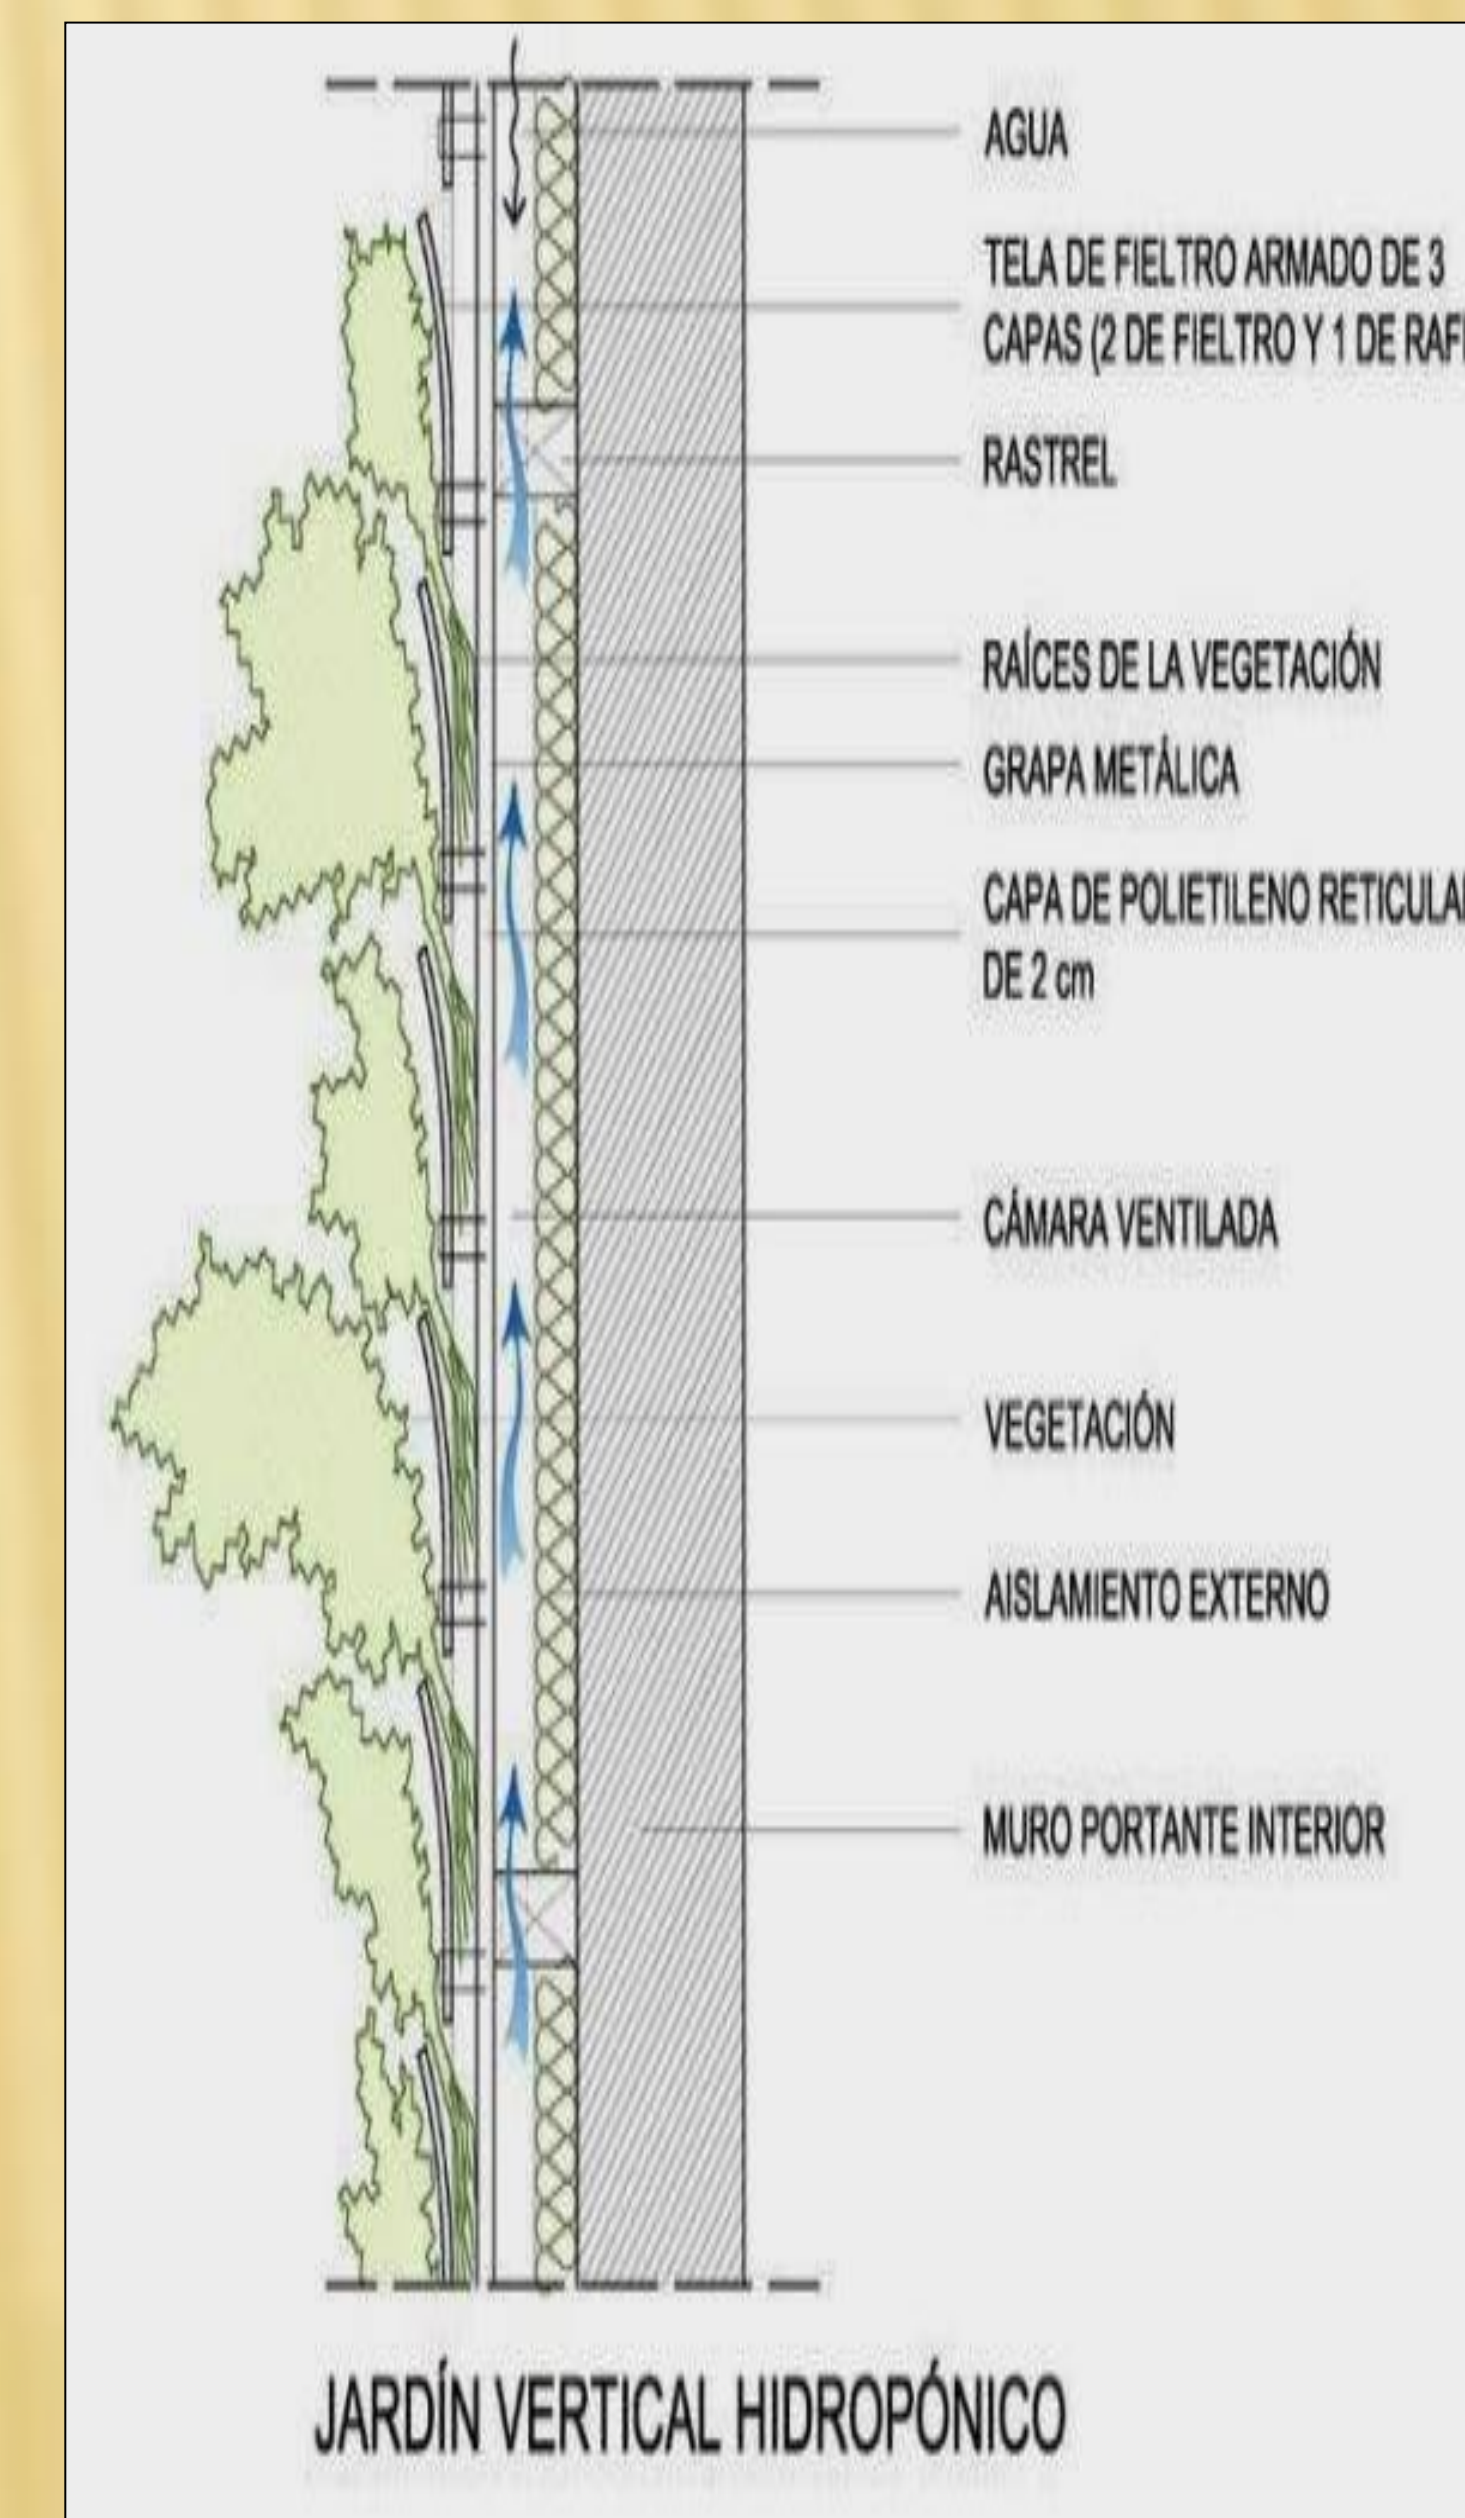 AGUA
TELA DE FIELTRO ARMADO DE 3
CAPAS (2 DE FIELTRO Y 1 DE
RASTREL
RAÍCES DE LA VEGETACIÓN
GRAPA METÁLICA
CAPA DE POLIETILENO
DE 2 cm
CÁMARA VENTILADA
VEGETACIÓN
AISLAMIENTO EXTERNO
MURO PORTANTE INTERIOR
JARDÍN VERTICAL HIDROPÓNICO